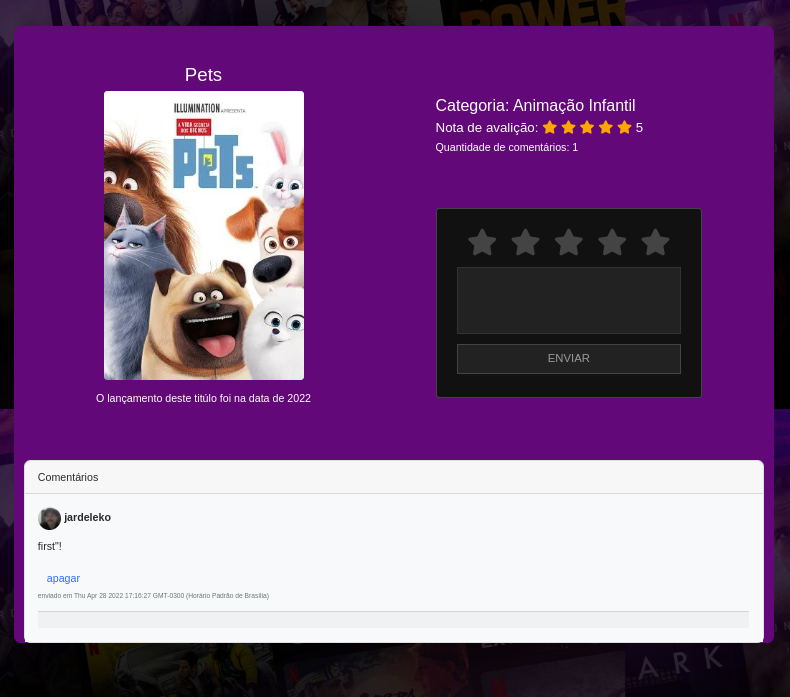 POWER
Pets
ILLUMINATION APRESENTA
A VIDA SECRETA
DOS BICHOS
PETS
O lançamento deste titúlo foi na data de 2022
Categoria: Animação Infantil
Nota de avalição: 5
Quantidade de comentários: 1
ENVIAR
Comentários
jardeleko
first"!
apagar
enviado em Thu Apr 28 2022 17:16:27 GMT-0300 (Horário Padrão de Brasília)
ARK